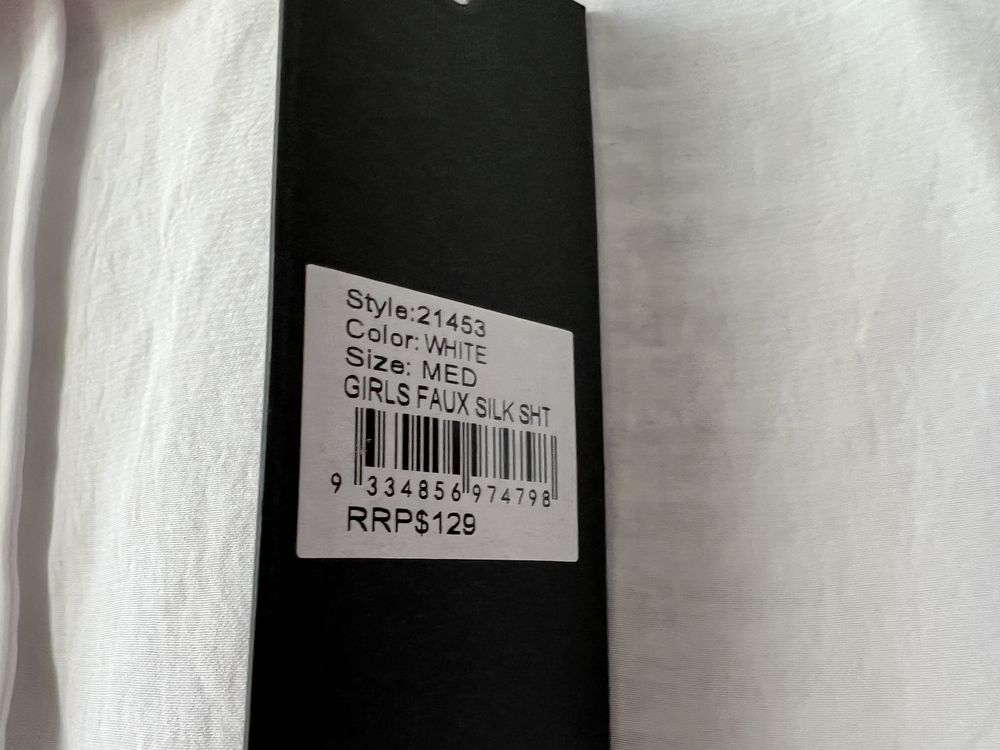 Style:21453
Color: WHITE
Size: MED
GIRLS FAUX SILK SHT
9 334856 974798
RRP$129